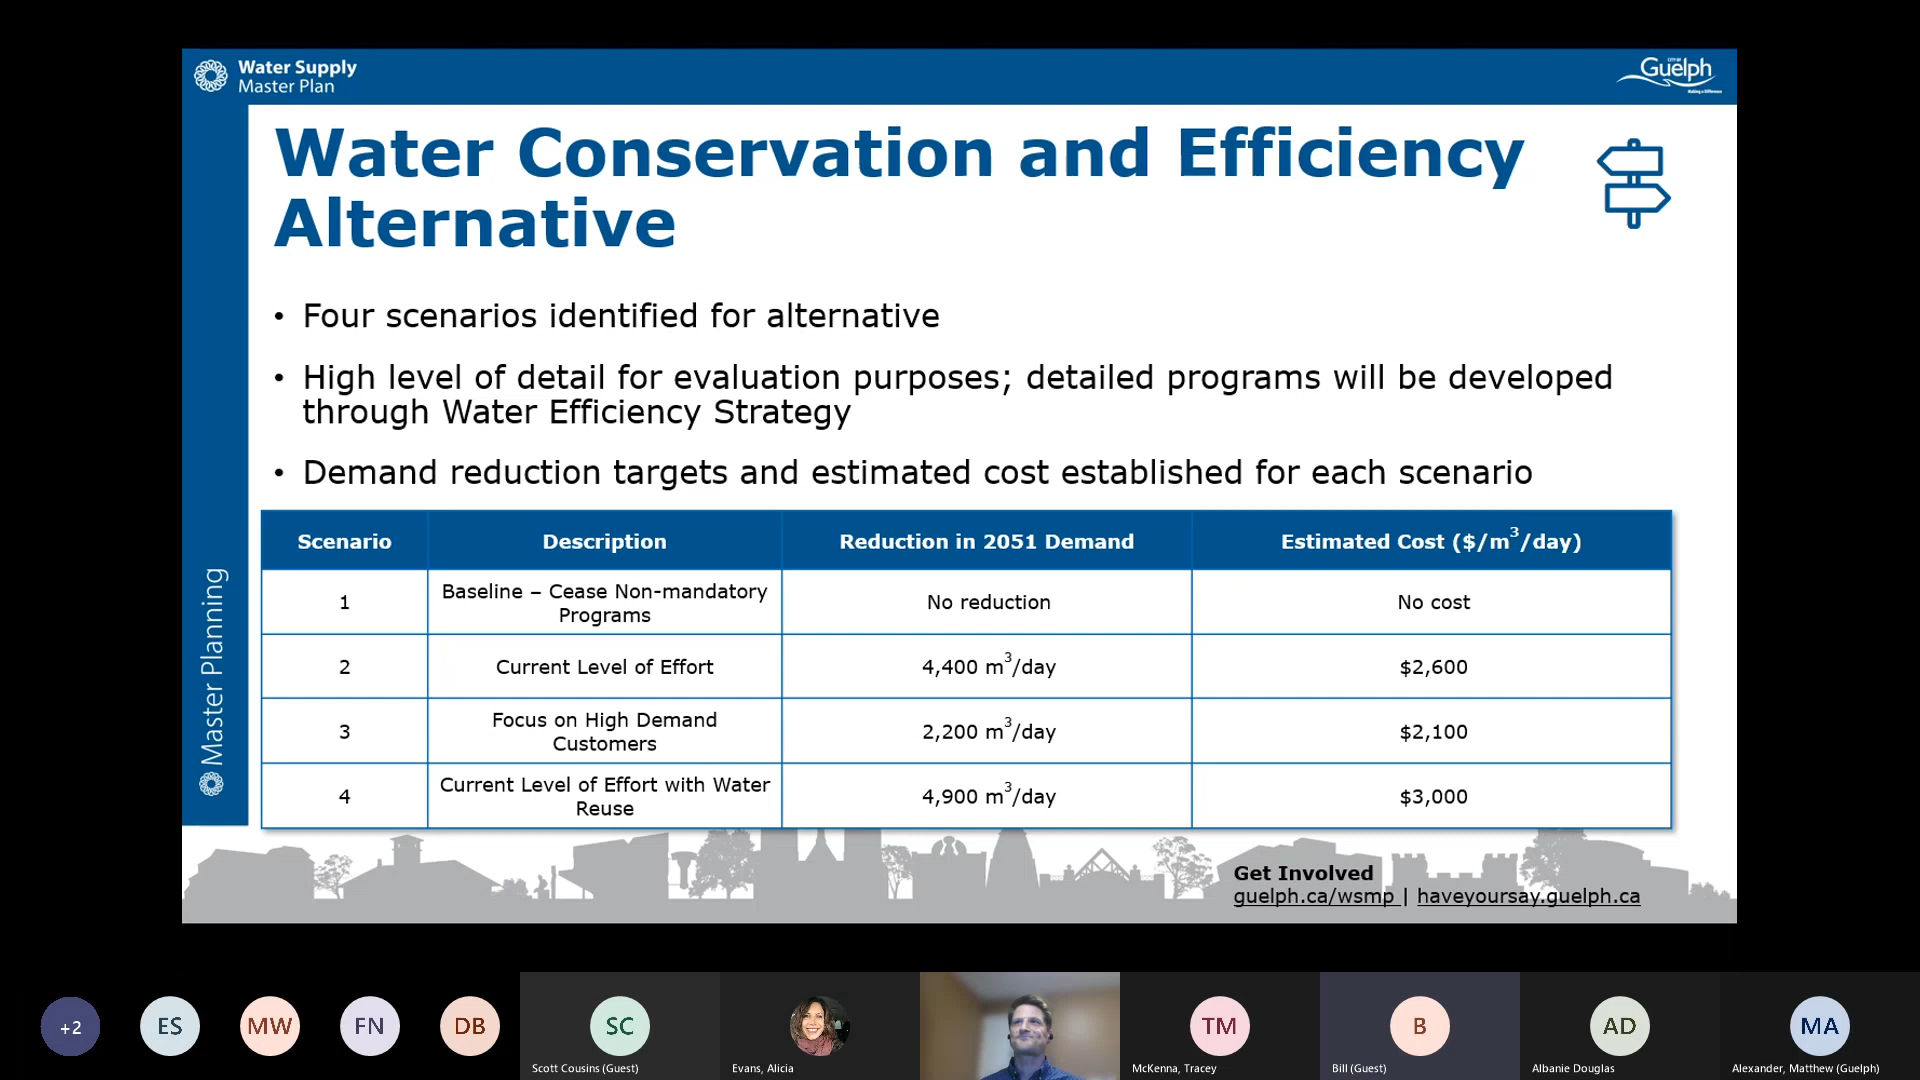 Water Supply
Master Plan
CITY OF
Guelph
Making a Difference
Water Conservation and Efficiency
Alternative
• Four scenarios identified for alternative
• High level of detail for evaluation purposes; detailed programs will be developed
through Water Efficiency Strategy
• Demand reduction targets and estimated cost established for each scenario
Scenario Description Reduction in 2051 Demand Estimated Cost ($/m³/day)
1 Baseline – Cease Non-mandatory Programs No reduction No cost
2 Current Level of Effort 4,400 m³/day $2,600
3 Focus on High Demand Customers 2,200 m³/day $2,100
4 Current Level of Effort with Water Reuse 4,900 m³/day $3,000
Master Planning
Get Involved
guelph.ca/wsmp | haveyoursay.guelph.ca
+2
ES
MW
FN
DB
SC
Scott Cousins (Guest)
Evans, Alicia
TM
McKenna, Tracey
B
Bill (Guest)
AD
Albanie Douglas
MA
Alexander, Matthew (Guelph)